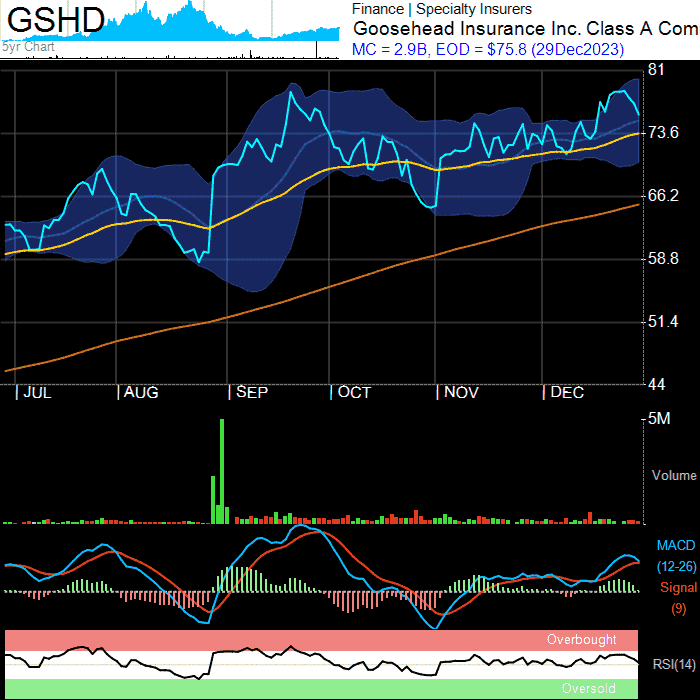 GSHD
5yr Chart
Finance | Specialty Insurers
Goosehead Insurance Inc. Class A Com
MC = 2.9B, EOD = $75.8 (29Dec2023)
81
73.6
66.2
58.8
51.4
44
| JUL | AUG | SEP | OCT | NOV | DEC
5M
Volume
MACD
(12-26)
Signal
(9)
Overbought
RSI(14)
Oversold